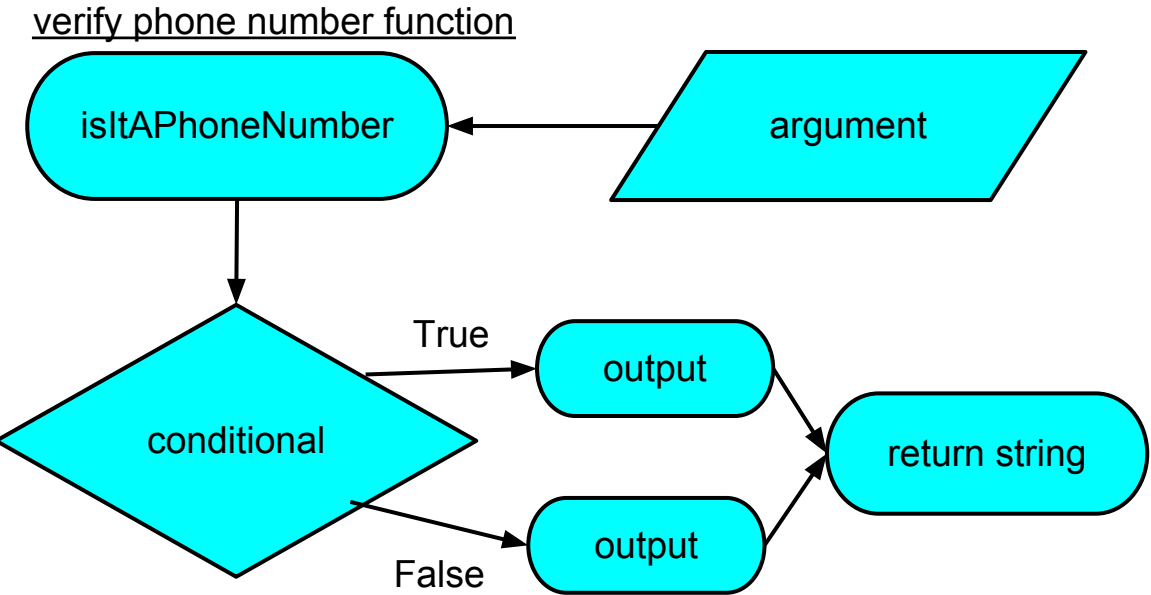 verify phone number function
isItAPhoneNumber
argument
True
output
conditional
return string
output
False